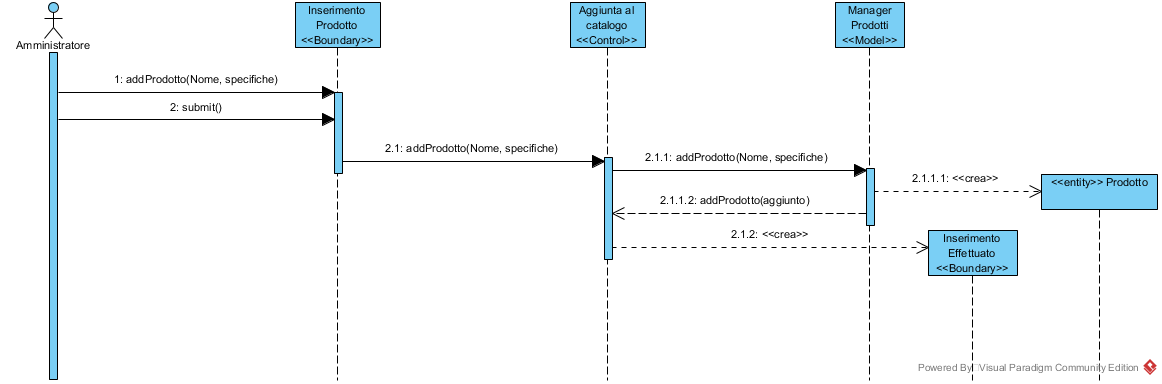 Inserimento
Prodotto
<<Boundary>>
Aggiunta al
catalogo
<<Control>>
Manager
Prodotti
<<Model>>
Amministratore
1: addProdotto(Nome, specifiche)
2: submit()
2.1: addProdotto(Nome, specifiche)
2.1.1: addProdotto(Nome, specifiche)
2.1.1.1: <<crea>>
<<entity>> Prodotto
2.1.1.2: addProdotto(aggiunto)
2.1.2: <<crea>>
Inserimento
Effettuato
<<Boundary>>
Powered By Visual Paradigm Community Edition